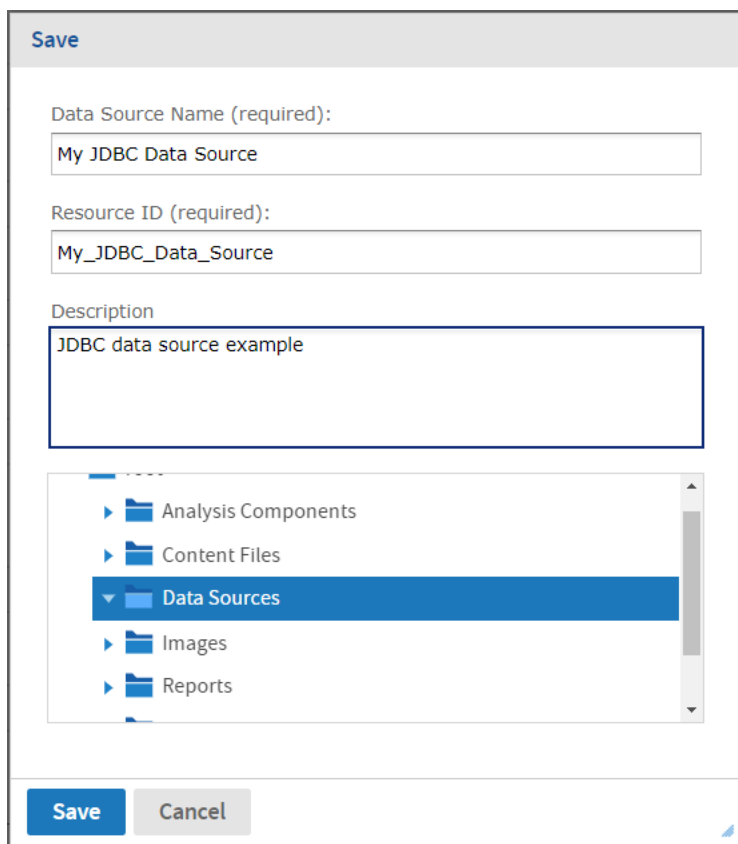 Save
Data Source Name (required):
My JDBC Data Source
Resource ID (required):
My_JDBC_Data_Source
Description
JDBC data source example
Analysis Components
Content Files
Data Sources
Images
Reports
Save
Cancel